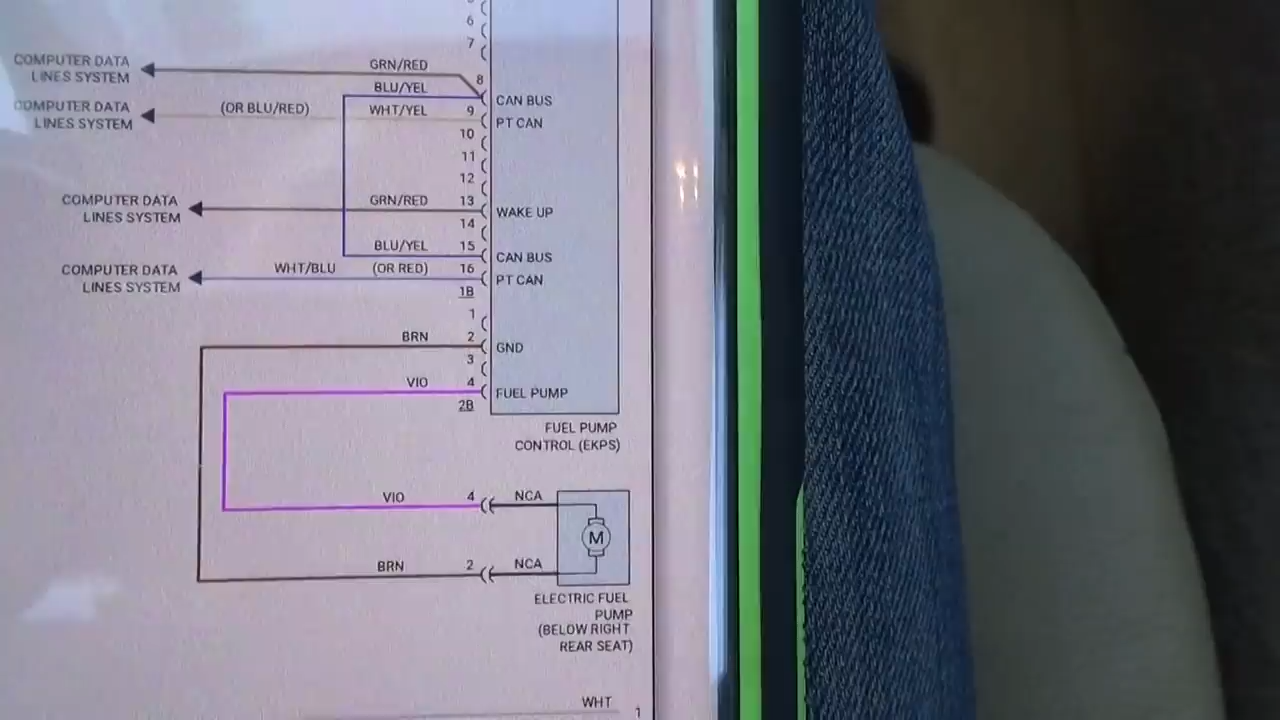 6
7
COMPUTER DATA
LINES SYSTEM
GRN/RED
8
BLU/YEL
CAN BUS
COMPUTER DATA
LINES SYSTEM
(OR BLU/RED)
WHT/YEL
9
PT CAN
10
11
12
COMPUTER DATA
LINES SYSTEM
GRN/RED
13
WAKE UP
14
BLU/YEL
15
CAN BUS
COMPUTER DATA
LINES SYSTEM
WHT/BLU
(OR RED)
16
PT CAN
1B
1
BRN
2
GND
3
VIO
4
FUEL PUMP
2B
FUEL PUMP
CONTROL (EKPS)
VIO
4
NCA
M
BRN
2
NCA
ELECTRIC FUEL
PUMP
(BELOW RIGHT
REAR SEAT)
WHT
1